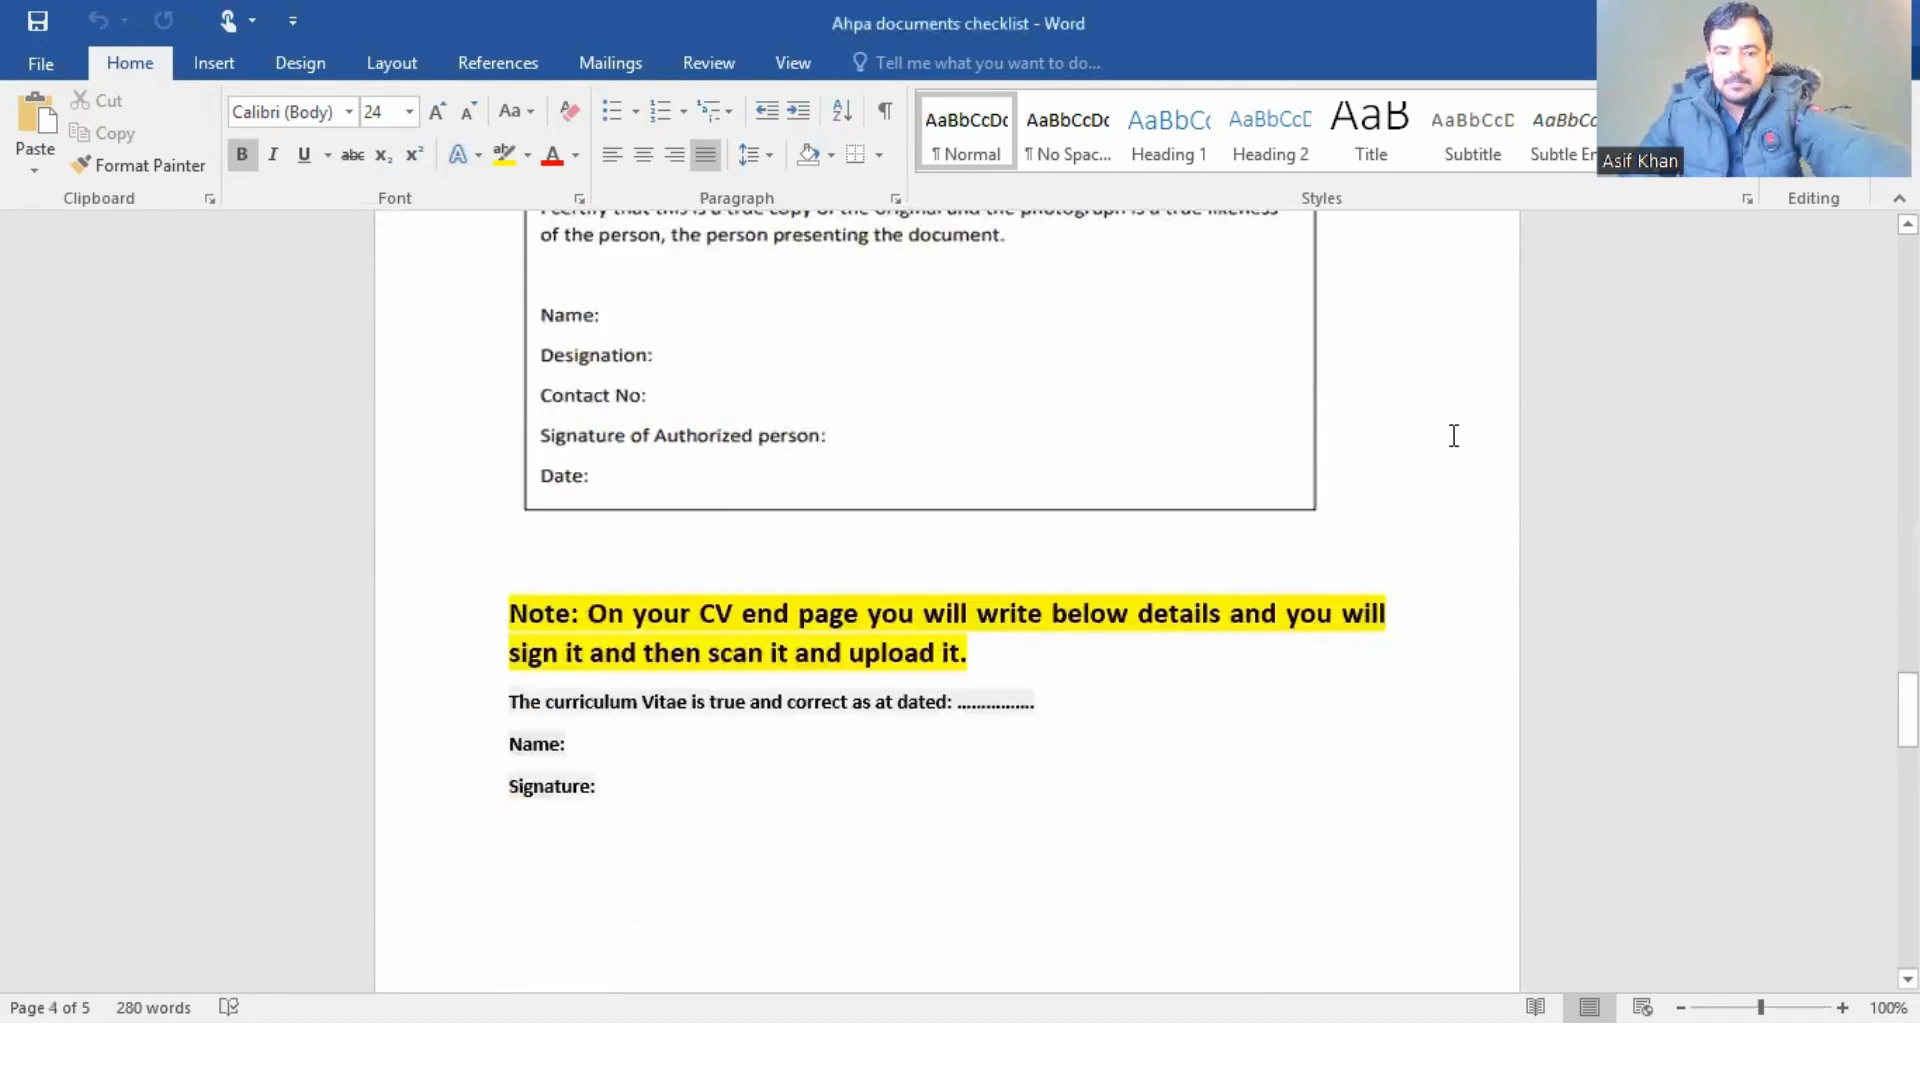 Ahpa documents checklist - Word
File Home Insert Design Layout References Mailings Review View Tell me what you want to do...
Paste
Cut
Copy
Format Painter
Clipboard
Calibri (Body) 24
Font
Paragraph
AaBbCcDc AaBbCcDc AaBbCc AaBbCcD AaB AaBbCcD AaBbCc
¶ Normal ¶ No Spac... Heading 1 Heading 2 Title Subtitle Subtle Em
Styles
Editing
Asif Khan
I certify that this is a true copy of the original and the photograph is a true likeness
of the person, the person presenting the document.
Name:
Designation:
Contact No:
Signature of Authorized person:
Date:
Note: On your CV end page you will write below details and you will
sign it and then scan it and upload it.
The curriculum Vitae is true and correct as at dated: ................
Name:
Signature:
Page 4 of 5 280 words
100%